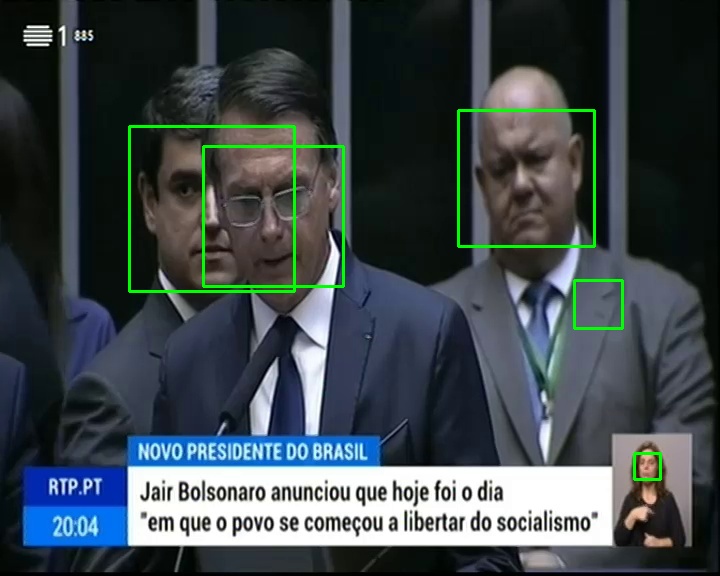 1 885
NOVO PRESIDENTE DO BRASIL
RTP.PT
20:04
Jair Bolsonaro anunciou que hoje foi o dia
"em que o povo se começou a libertar do socialismo"